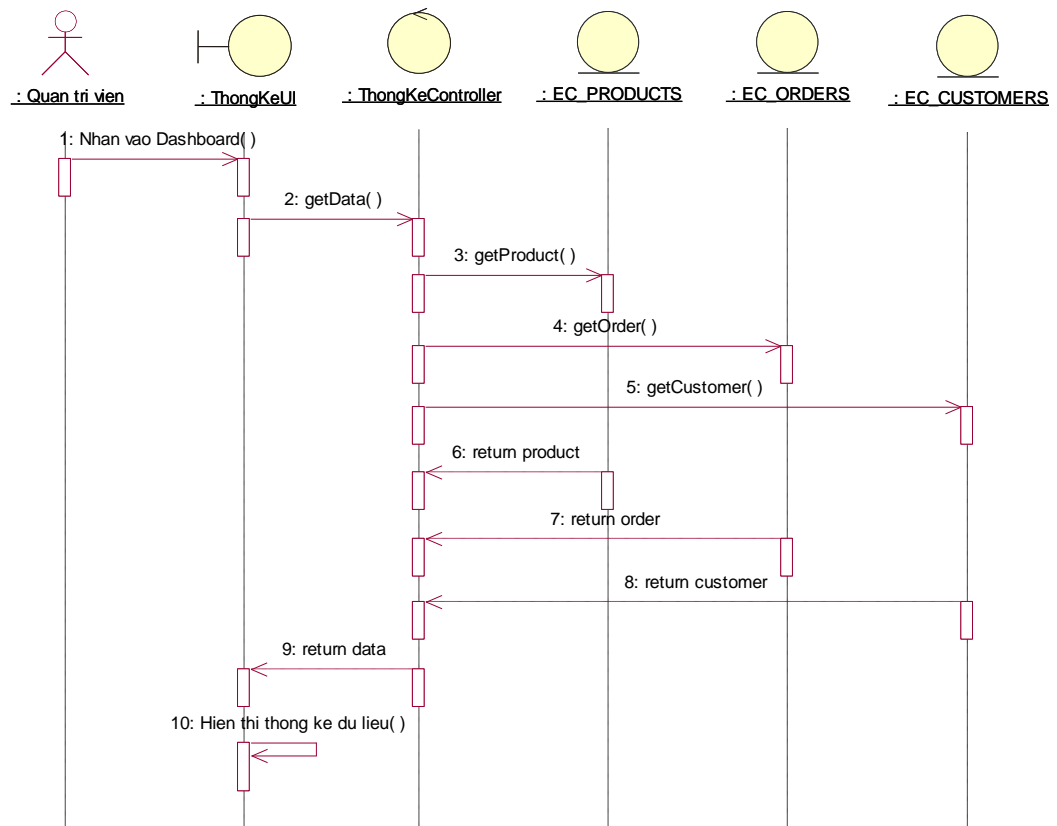 : Quan tri vien
: ThongKeUI
: ThongKeController
: EC_PRODUCTS
: EC_ORDERS
: EC_CUSTOMERS
1: Nhan vao Dashboard( )
2: getData( )
3: getProduct( )
4: getOrder( )
5: getCustomer( )
6: return product
7: return order
8: return customer
9: return data
10: Hien thi thong ke du lieu( )